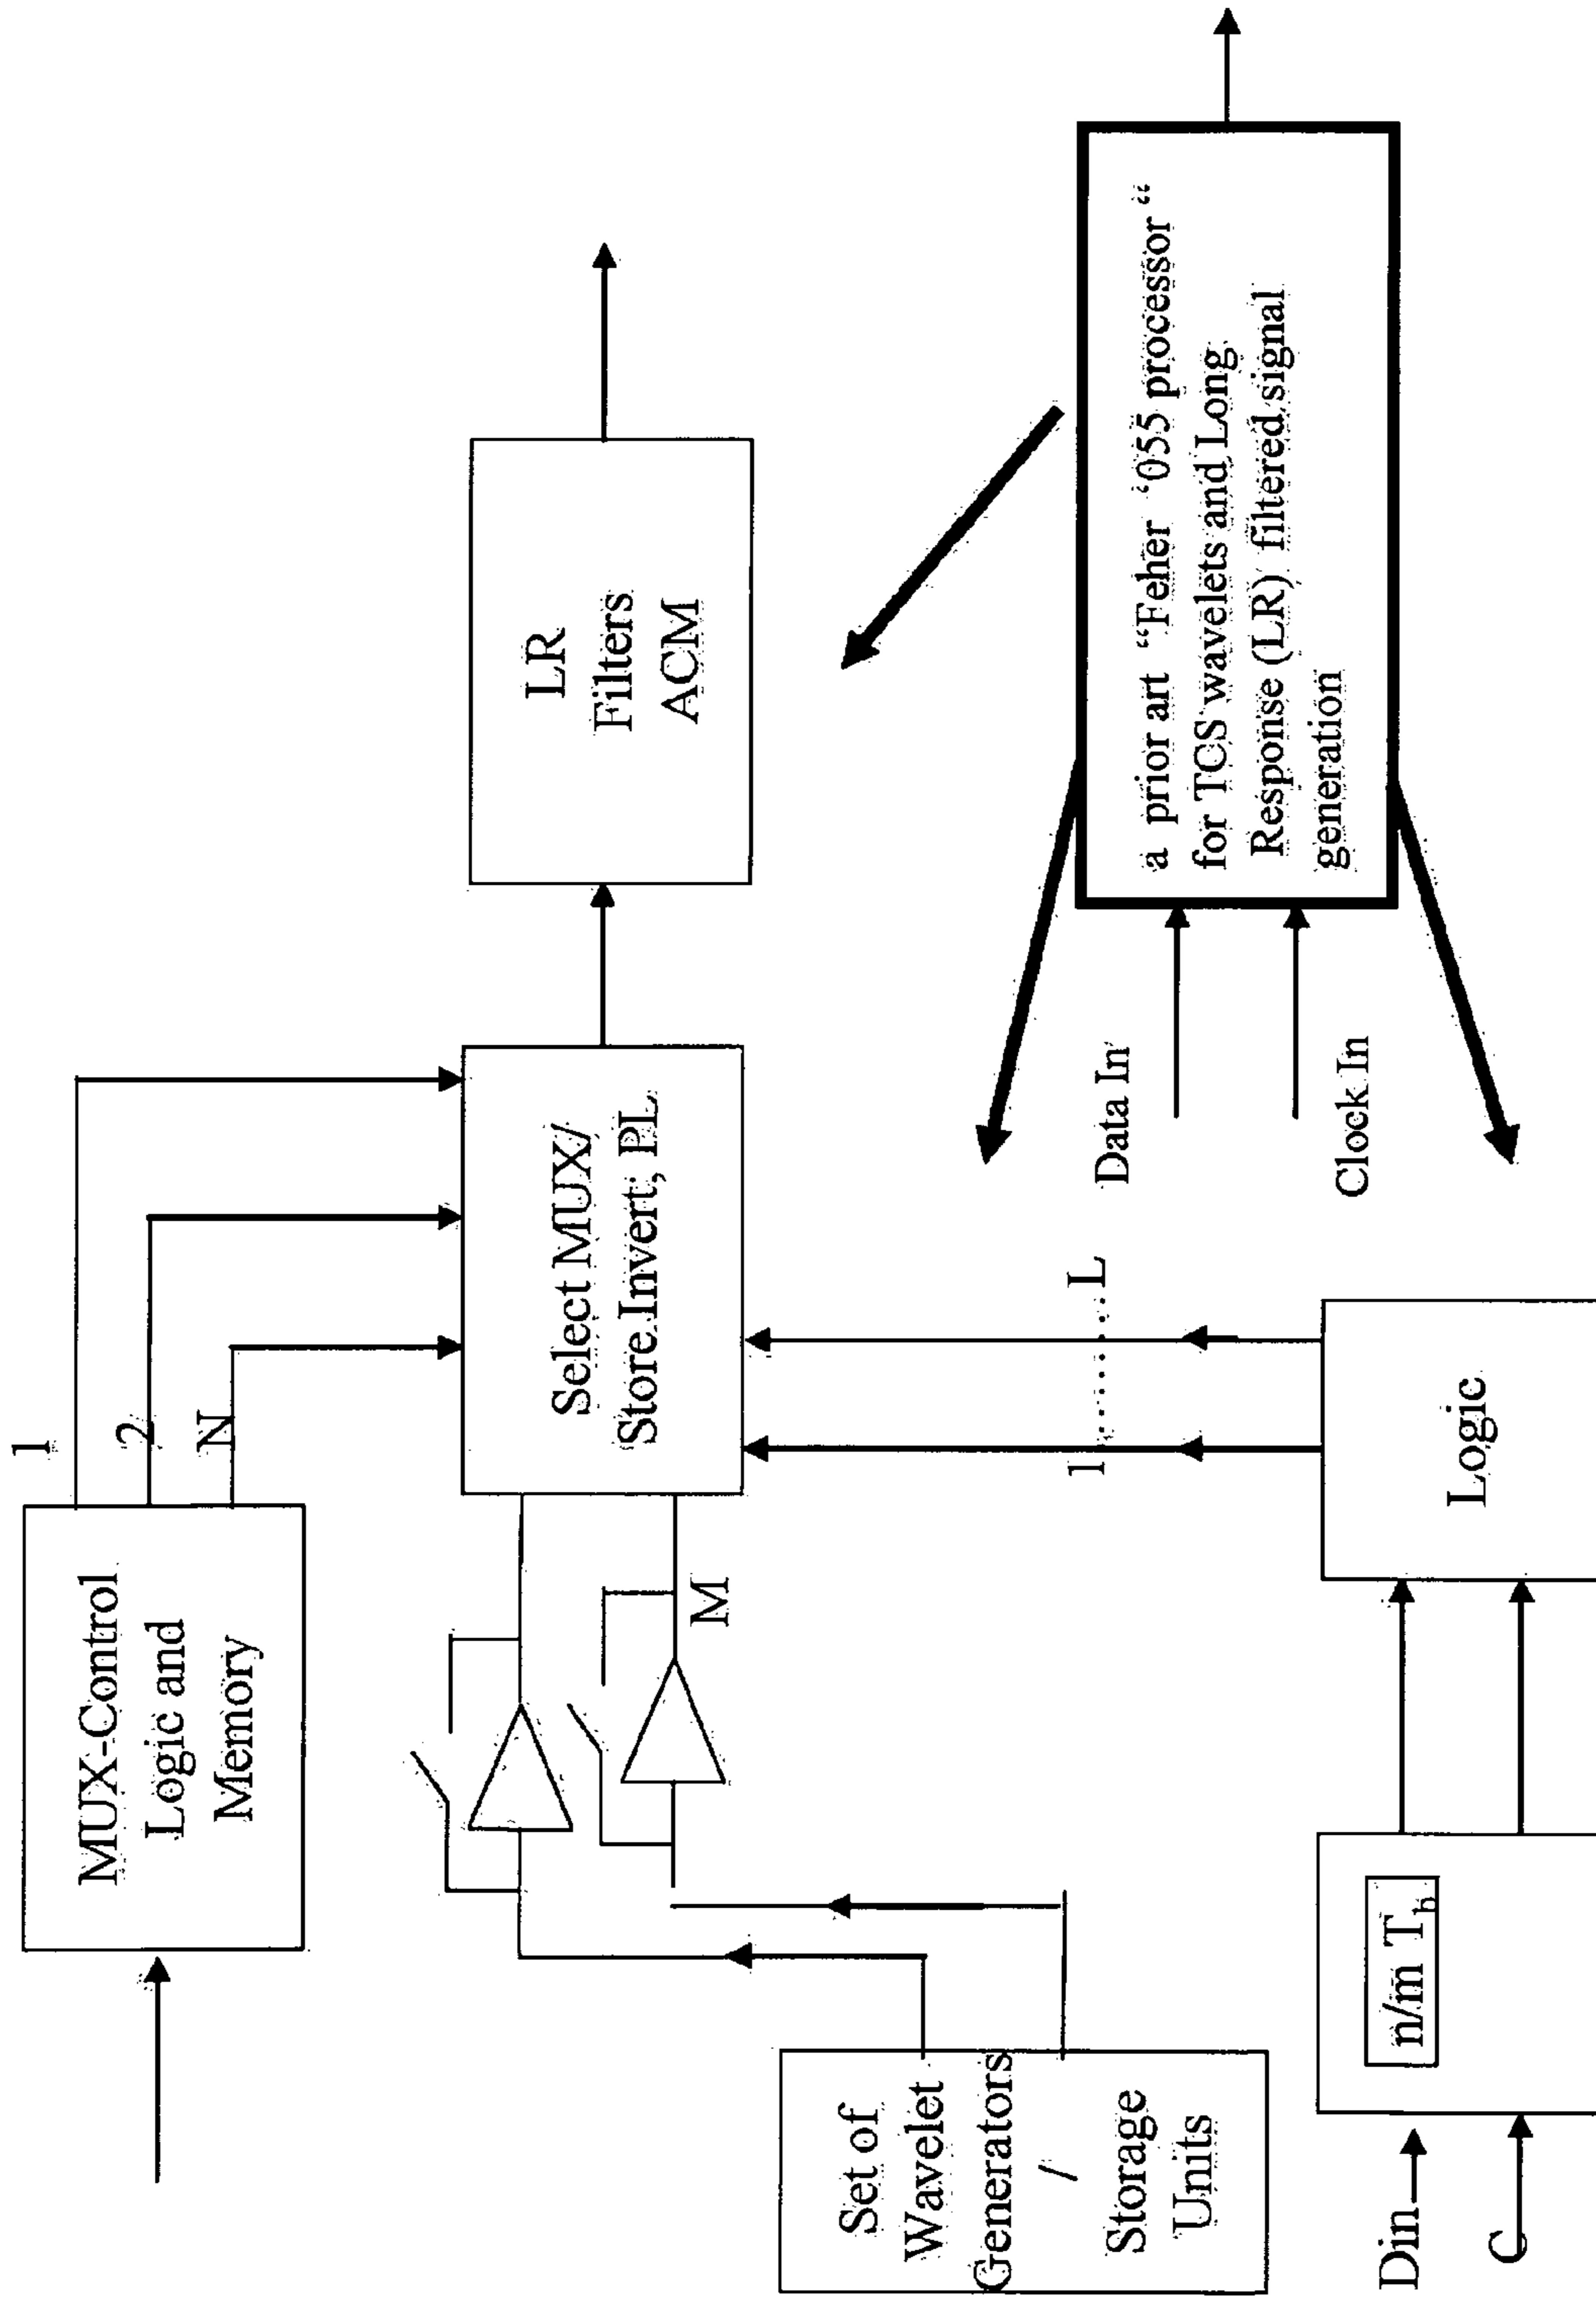 1
2
N
MUX-Control
Logic and
Memory
Select MUX/
Store.Invert, PL
LR
Filters
ACM
M
Set of
Wavelet
Generators
/
Storage
Units
1......L
Data In
Clock In
a prior art “Feher ‘055 processor“
for TCS wavelets and Long
Response (LR) filtered signal
generation
Din
C
n/m Tb
Logic